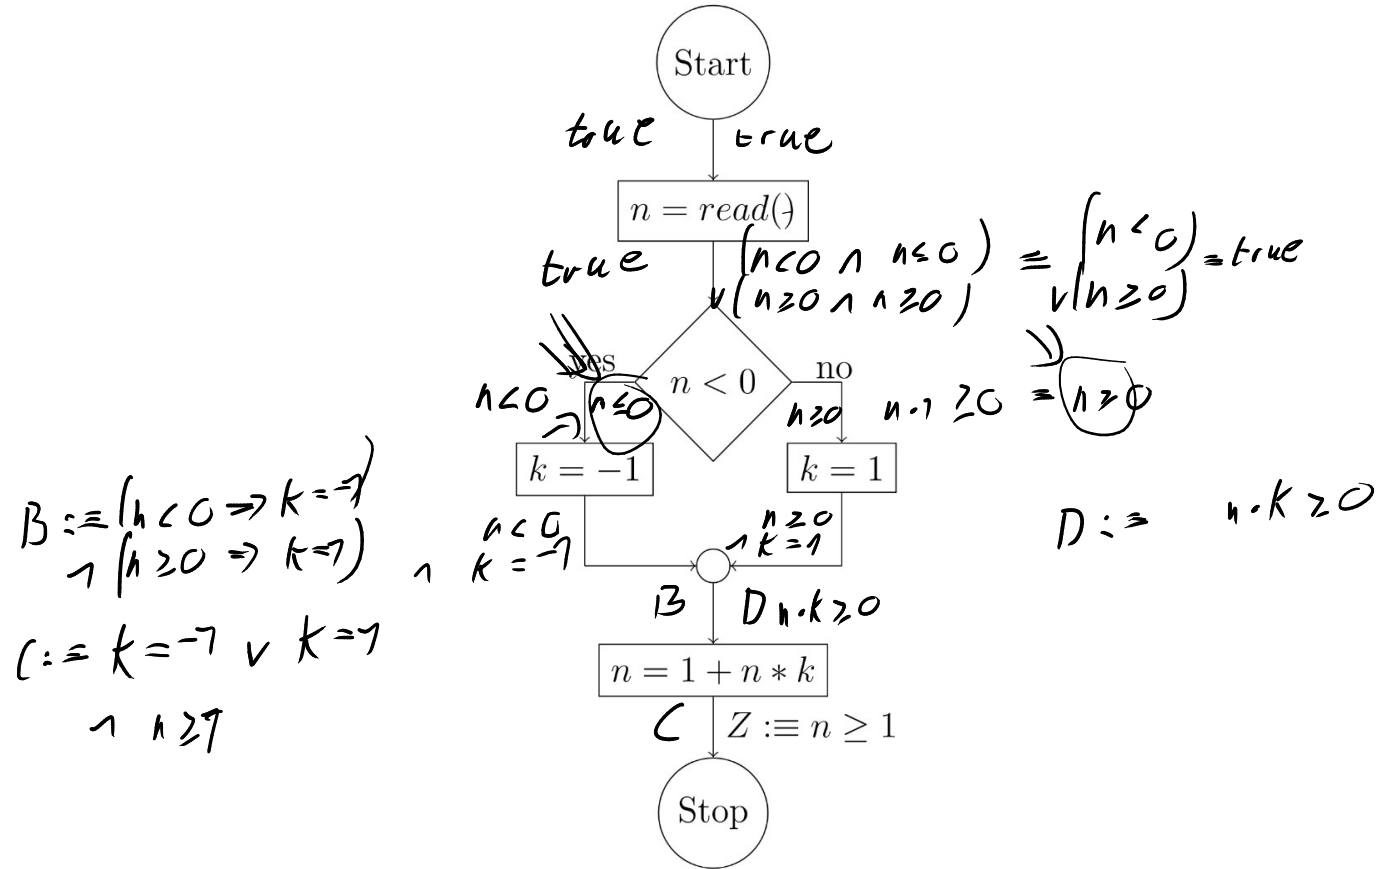 Start
true true
n = read()
true (n<0 ∧ n≤0) ≡ (n<0) ≡ true
∨(n≥0 ∧ n≥0) ∨(n≥0)
yes n < 0 no
n<0 n≤0 n≥0 n·1 ≥0 ≡ n≥0
k = −1 k = 1
B :≡ (n<0 ⇒ k=-1) n<0 n≥0 D :≡ n·k ≥0
∧ (n≥0 ⇒ k=1) ∧ k=-1 ∧ k=1
B D n·k≥0
C :≡ k=-1 ∨ k=1 n = 1 + n ∗ k
∧ n≥1 C Z :≡ n ≥ 1
Stop